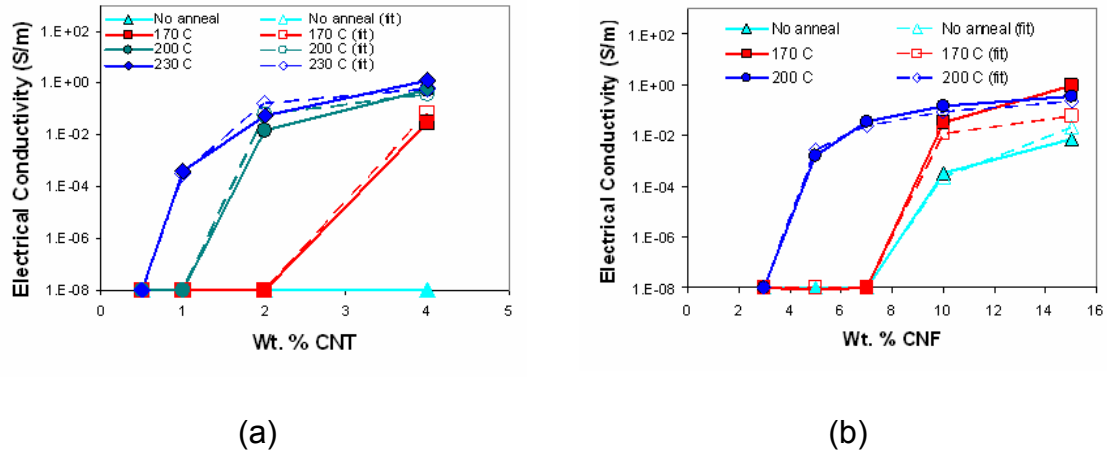 No anneal
No anneal (fit)
170 C
170 C (fit)
200 C
200 C (fit)
230 C
230 C (fit)
Electrical Conductivity (S/m)
1.E+02
1.E+00
1.E-02
1.E-04
1.E-06
1.E-08
0 1 2 3 4 5
Wt. % CNT
(a)
No anneal
No anneal (fit)
170 C
170 C (fit)
200 C
200 C (fit)
Electrical Conductivity (S/m)
1.E+02
1.E+00
1.E-02
1.E-04
1.E-06
1.E-08
0 2 4 6 8 10 12 14 16
Wt. % CNF
(b)